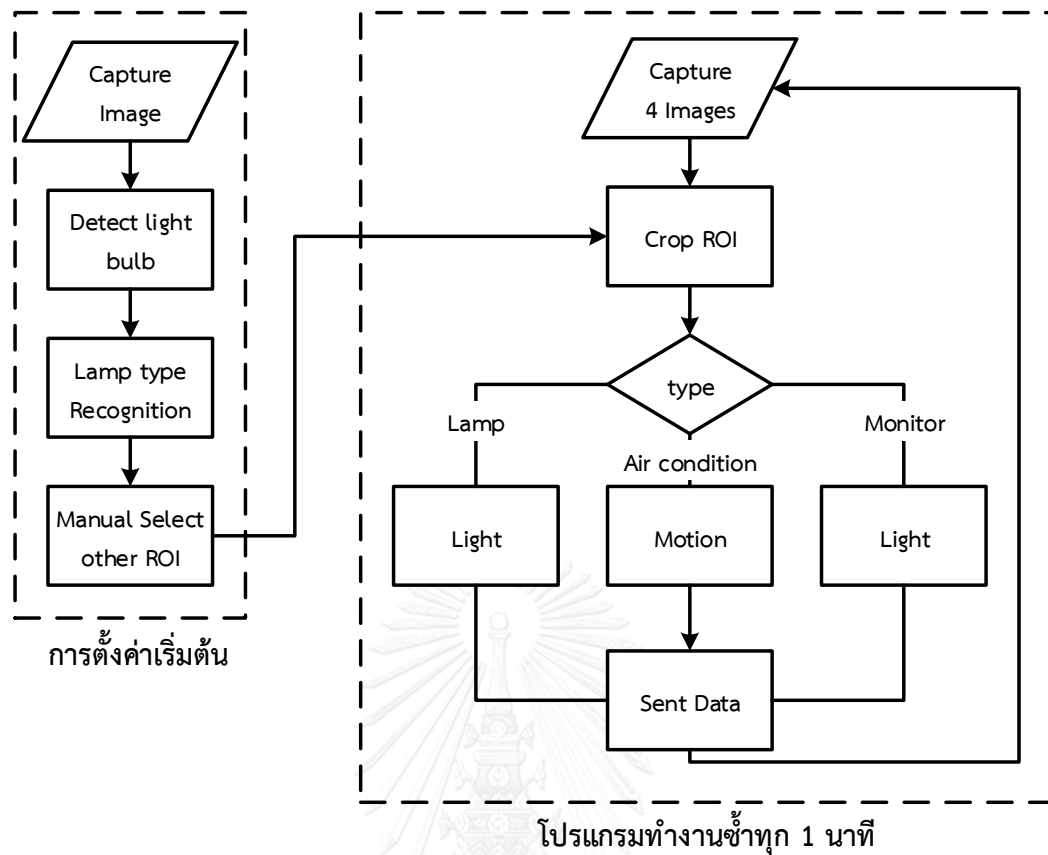 Capture
Image
Detect light
bulb
Lamp type
Recognition
Manual Select
other ROI
การตั้งค่าเริ่มต้น
Capture
4 Images
Crop ROI
type
Lamp
Monitor
Air condition
Light
Motion
Light
Sent Data
โปรแกรมทำงานซ้ำทุก 1 นาที